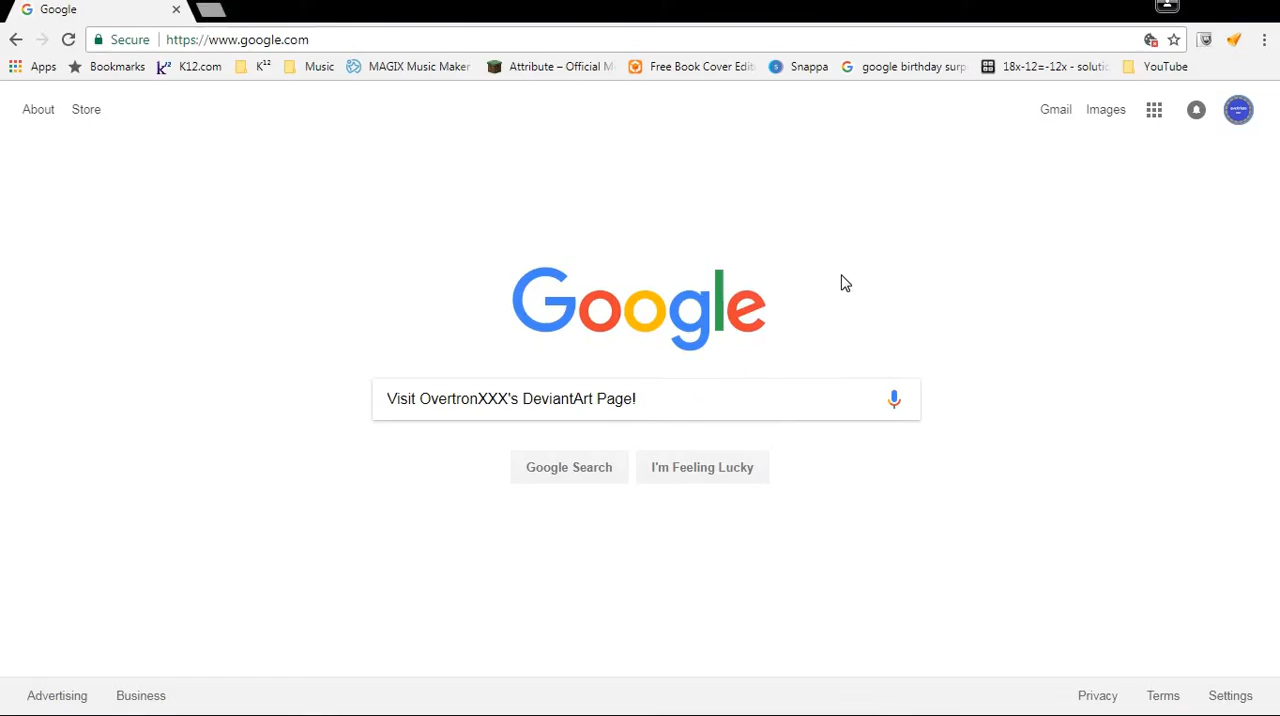 Google
Secure https://www.google.com
Apps Bookmarks K12.com K¹² Music MAGIX Music Maker Attribute – Official M Free Book Cover Edit Snappa google birthday surp 18x-12=-12x - soluti YouTube
About Store Gmail Images
Google
Visit OvertronXXX's DeviantArt Page!
Google Search I'm Feeling Lucky
Advertising Business Privacy Terms Settings